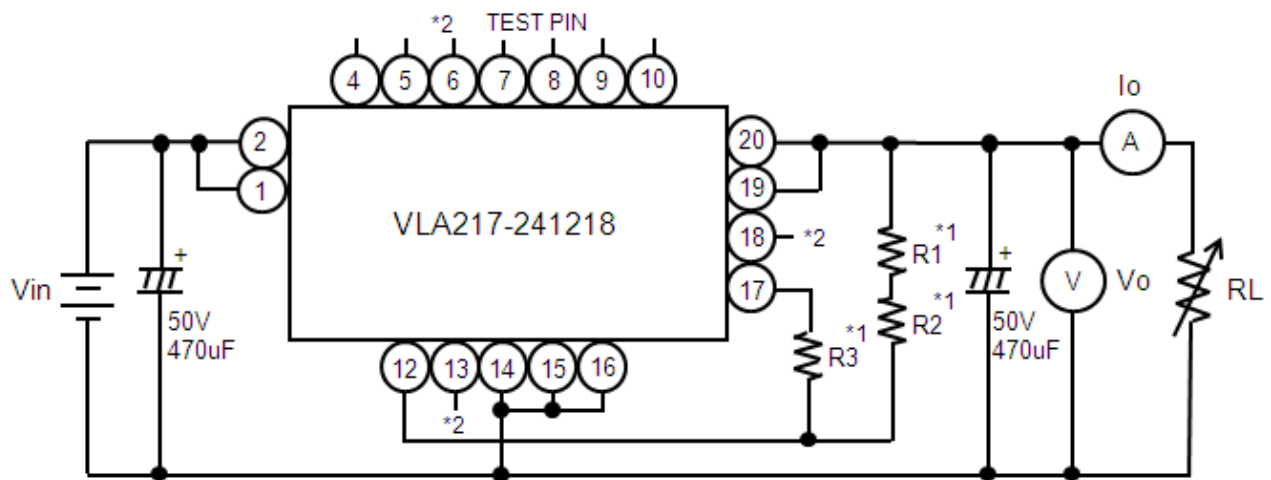 *2 TEST PIN
4 5 6 7 8 9 10
Io
2
20
A
1
19
VLA217-241218
18 *2
R1 *1
+
+
17
V
Vo
Vin
R2 *1
RL
50V
470uF
R3 *1
50V
470uF
12 13 14 15 16
*2